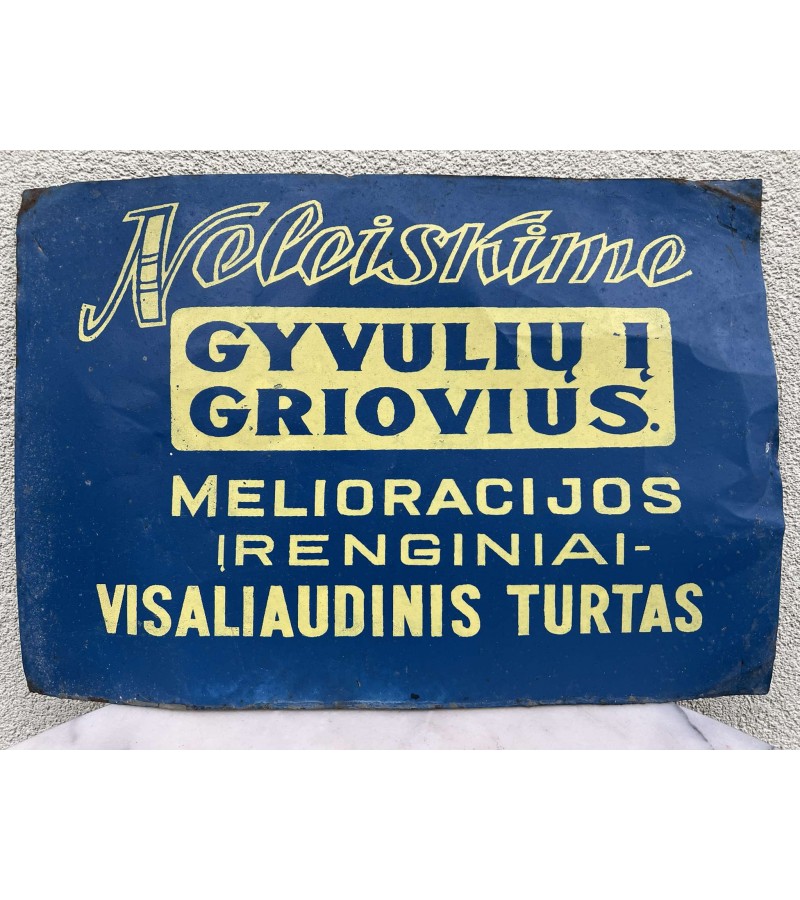 Neleiskime
GYVULIŲ Į
GRIOVIUS.
MELIORACIJOS
ĮRENGINIAI-
VISALIAUDINIS TURTAS